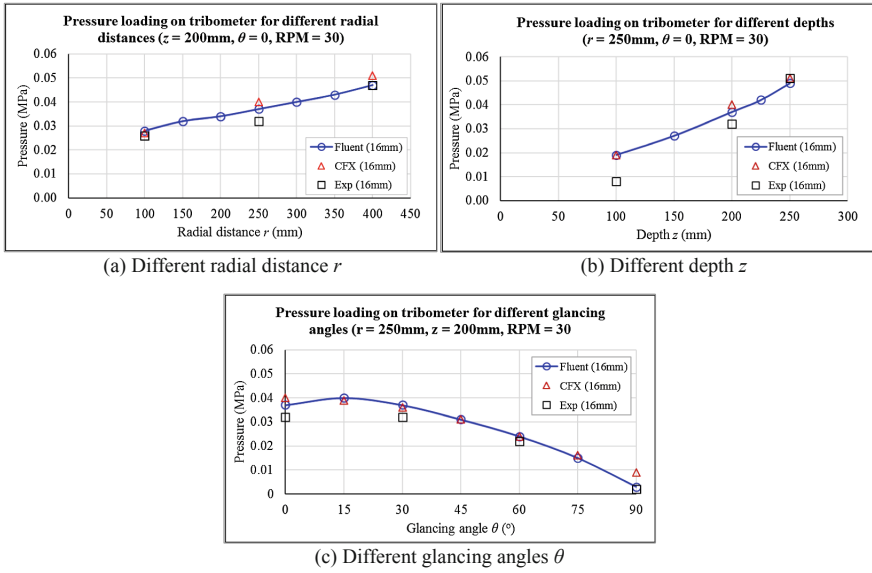 Pressure loading on tribometer for different radial
distances (z = 200mm, θ = 0, RPM = 30)
0.06
0.05
0.04
0.03
0.02
0.01
0.00
Pressure (MPa)
Fluent (16mm)
CFX (16mm)
Exp (16mm)
0 50 100 150 200 250 300 350 400 450
Radial distance r (mm)
(a) Different radial distance r
Pressure loading on tribometer for different depths
(r = 250mm, θ = 0, RPM = 30)
0.06
0.05
0.04
0.03
0.02
0.01
0.00
Pressure (MPa)
Fluent (16mm)
CFX (16mm)
Exp (16mm)
0 50 100 150 200 250 300
Depth z (mm)
(b) Different depth z
Pressure loading on tribometer for different glancing
angles (r = 250mm, z = 200mm, RPM = 30
0.06
0.05
0.04
0.03
0.02
0.01
0
Pressure (MPa)
Fluent (16mm)
CFX (16mm)
Exp (16mm)
0 15 30 45 60 75 90
Glancing angle θ (º)
(c) Different glancing angles θ